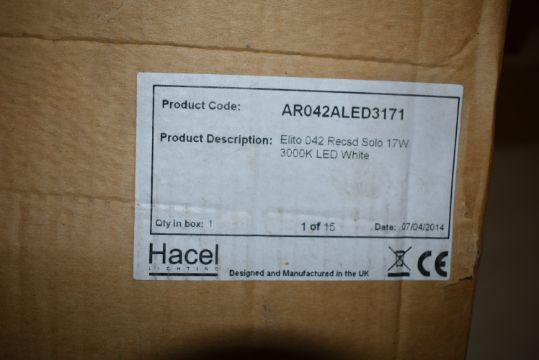 Product Code: AR042ALED3171
Product Description: Elito 042 Recsd Solo 17W
3000K LED White
Qty in box: 1 1 of 15 Date: 07/04/2014
Hacel
LIGHTING
Designed and Manufactured in the UK
CE